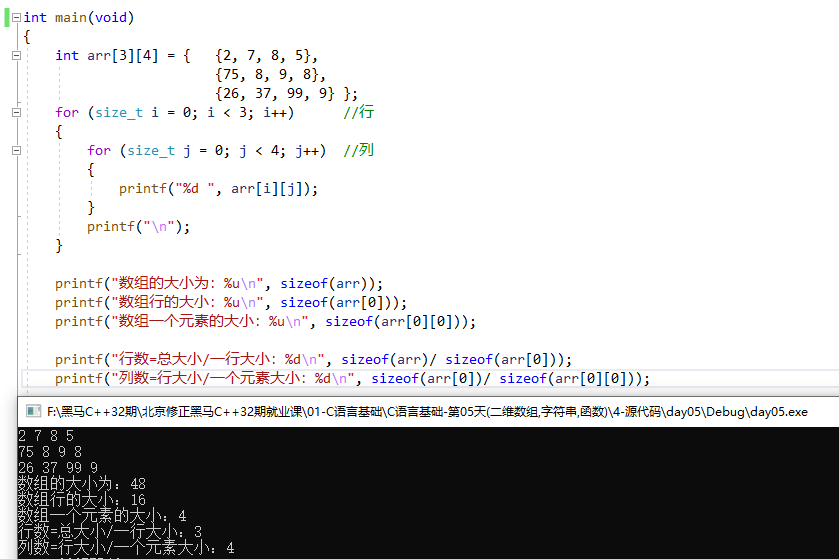 int main(void)
{
int arr[3][4] = { {2, 7, 8, 5},
{75, 8, 9, 8},
{26, 37, 99, 9} };
for (size_t i = 0; i < 3; i++) //行
{
for (size_t j = 0; j < 4; j++) //列
{
printf("%d ", arr[i][j]);
}
printf("\n");
}
printf("数组的大小为：%u\n", sizeof(arr));
printf("数组行的大小：%u\n", sizeof(arr[0]));
printf("数组一个元素的大小：%u\n", sizeof(arr[0][0]));
printf("行数=总大小/一行大小：%d\n", sizeof(arr)/ sizeof(arr[0]));
printf("列数=行大小/一个元素大小：%d\n", sizeof(arr[0])/ sizeof(arr[0][0]));
F:\黑马C++32期\北京修正黑马C++32期就业课\01-C语言基础\C语言基础-第05天(二维数组,字符串,函数)\4-源代码\day05\Debug\day05.exe
2 7 8 5
75 8 9 8
26 37 99 9
数组的大小为：48
数组行的大小：16
数组一个元素的大小：4
行数=总大小/一行大小：3
列数=行大小/一个元素大小：4